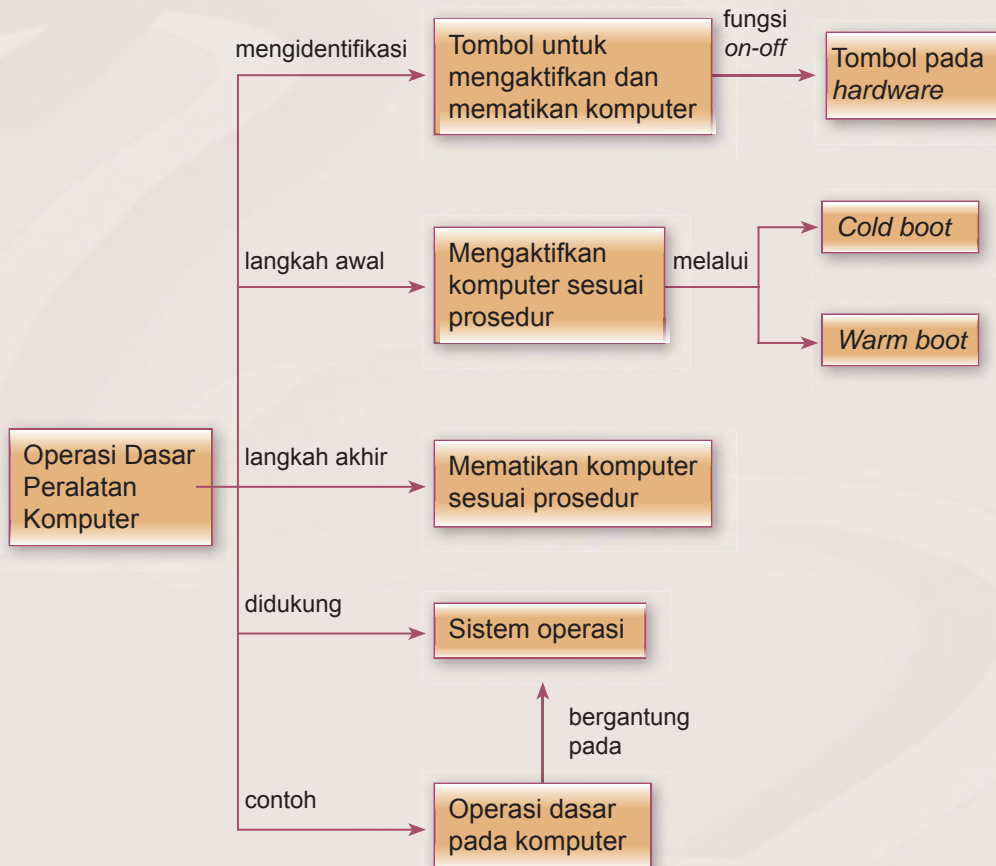 mengidentifikasi
Tombol untuk
mengaktifkan dan
mematikan komputer
fungsi
on-off
Tombol pada
hardware
langkah awal
Mengaktifkan
komputer sesuai
prosedur
melalui
Cold boot
Warm boot
Operasi Dasar
Peralatan
Komputer
langkah akhir
Mematikan komputer
sesuai prosedur
didukung
Sistem operasi
bergantung
pada
contoh
Operasi dasar
pada komputer